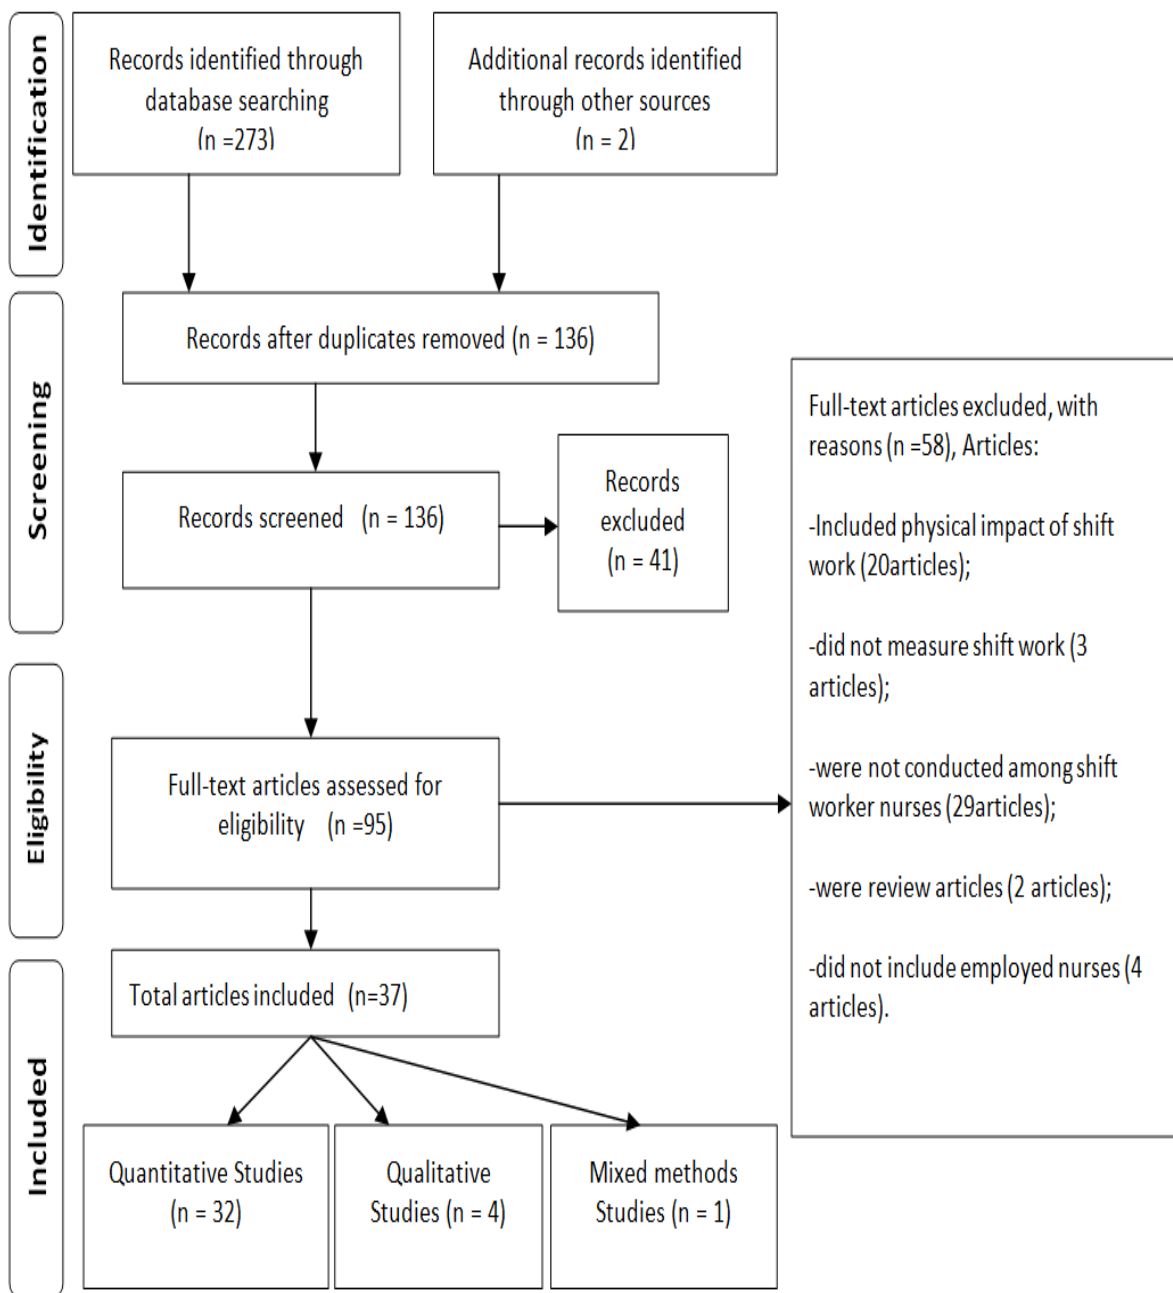 Identification
Records identified through
database searching
(n =273)
Additional records identified
through other sources
(n = 2)
Screening
Records after duplicates removed (n = 136)
Records screened (n = 136)
Records
excluded
(n = 41)
Full-text articles excluded, with
reasons (n =58), Articles:
-Included physical impact of shift
work (20articles);
-did not measure shift work (3
articles);
-were not conducted among shift
worker nurses (29articles);
-were review articles (2 articles);
-did not include employed nurses (4
articles).
Eligibility
Full-text articles assessed for
eligibility (n =95)
Included
Total articles included (n=37)
Quantitative Studies
(n = 32)
Qualitative
Studies (n = 4)
Mixed methods
Studies (n = 1)